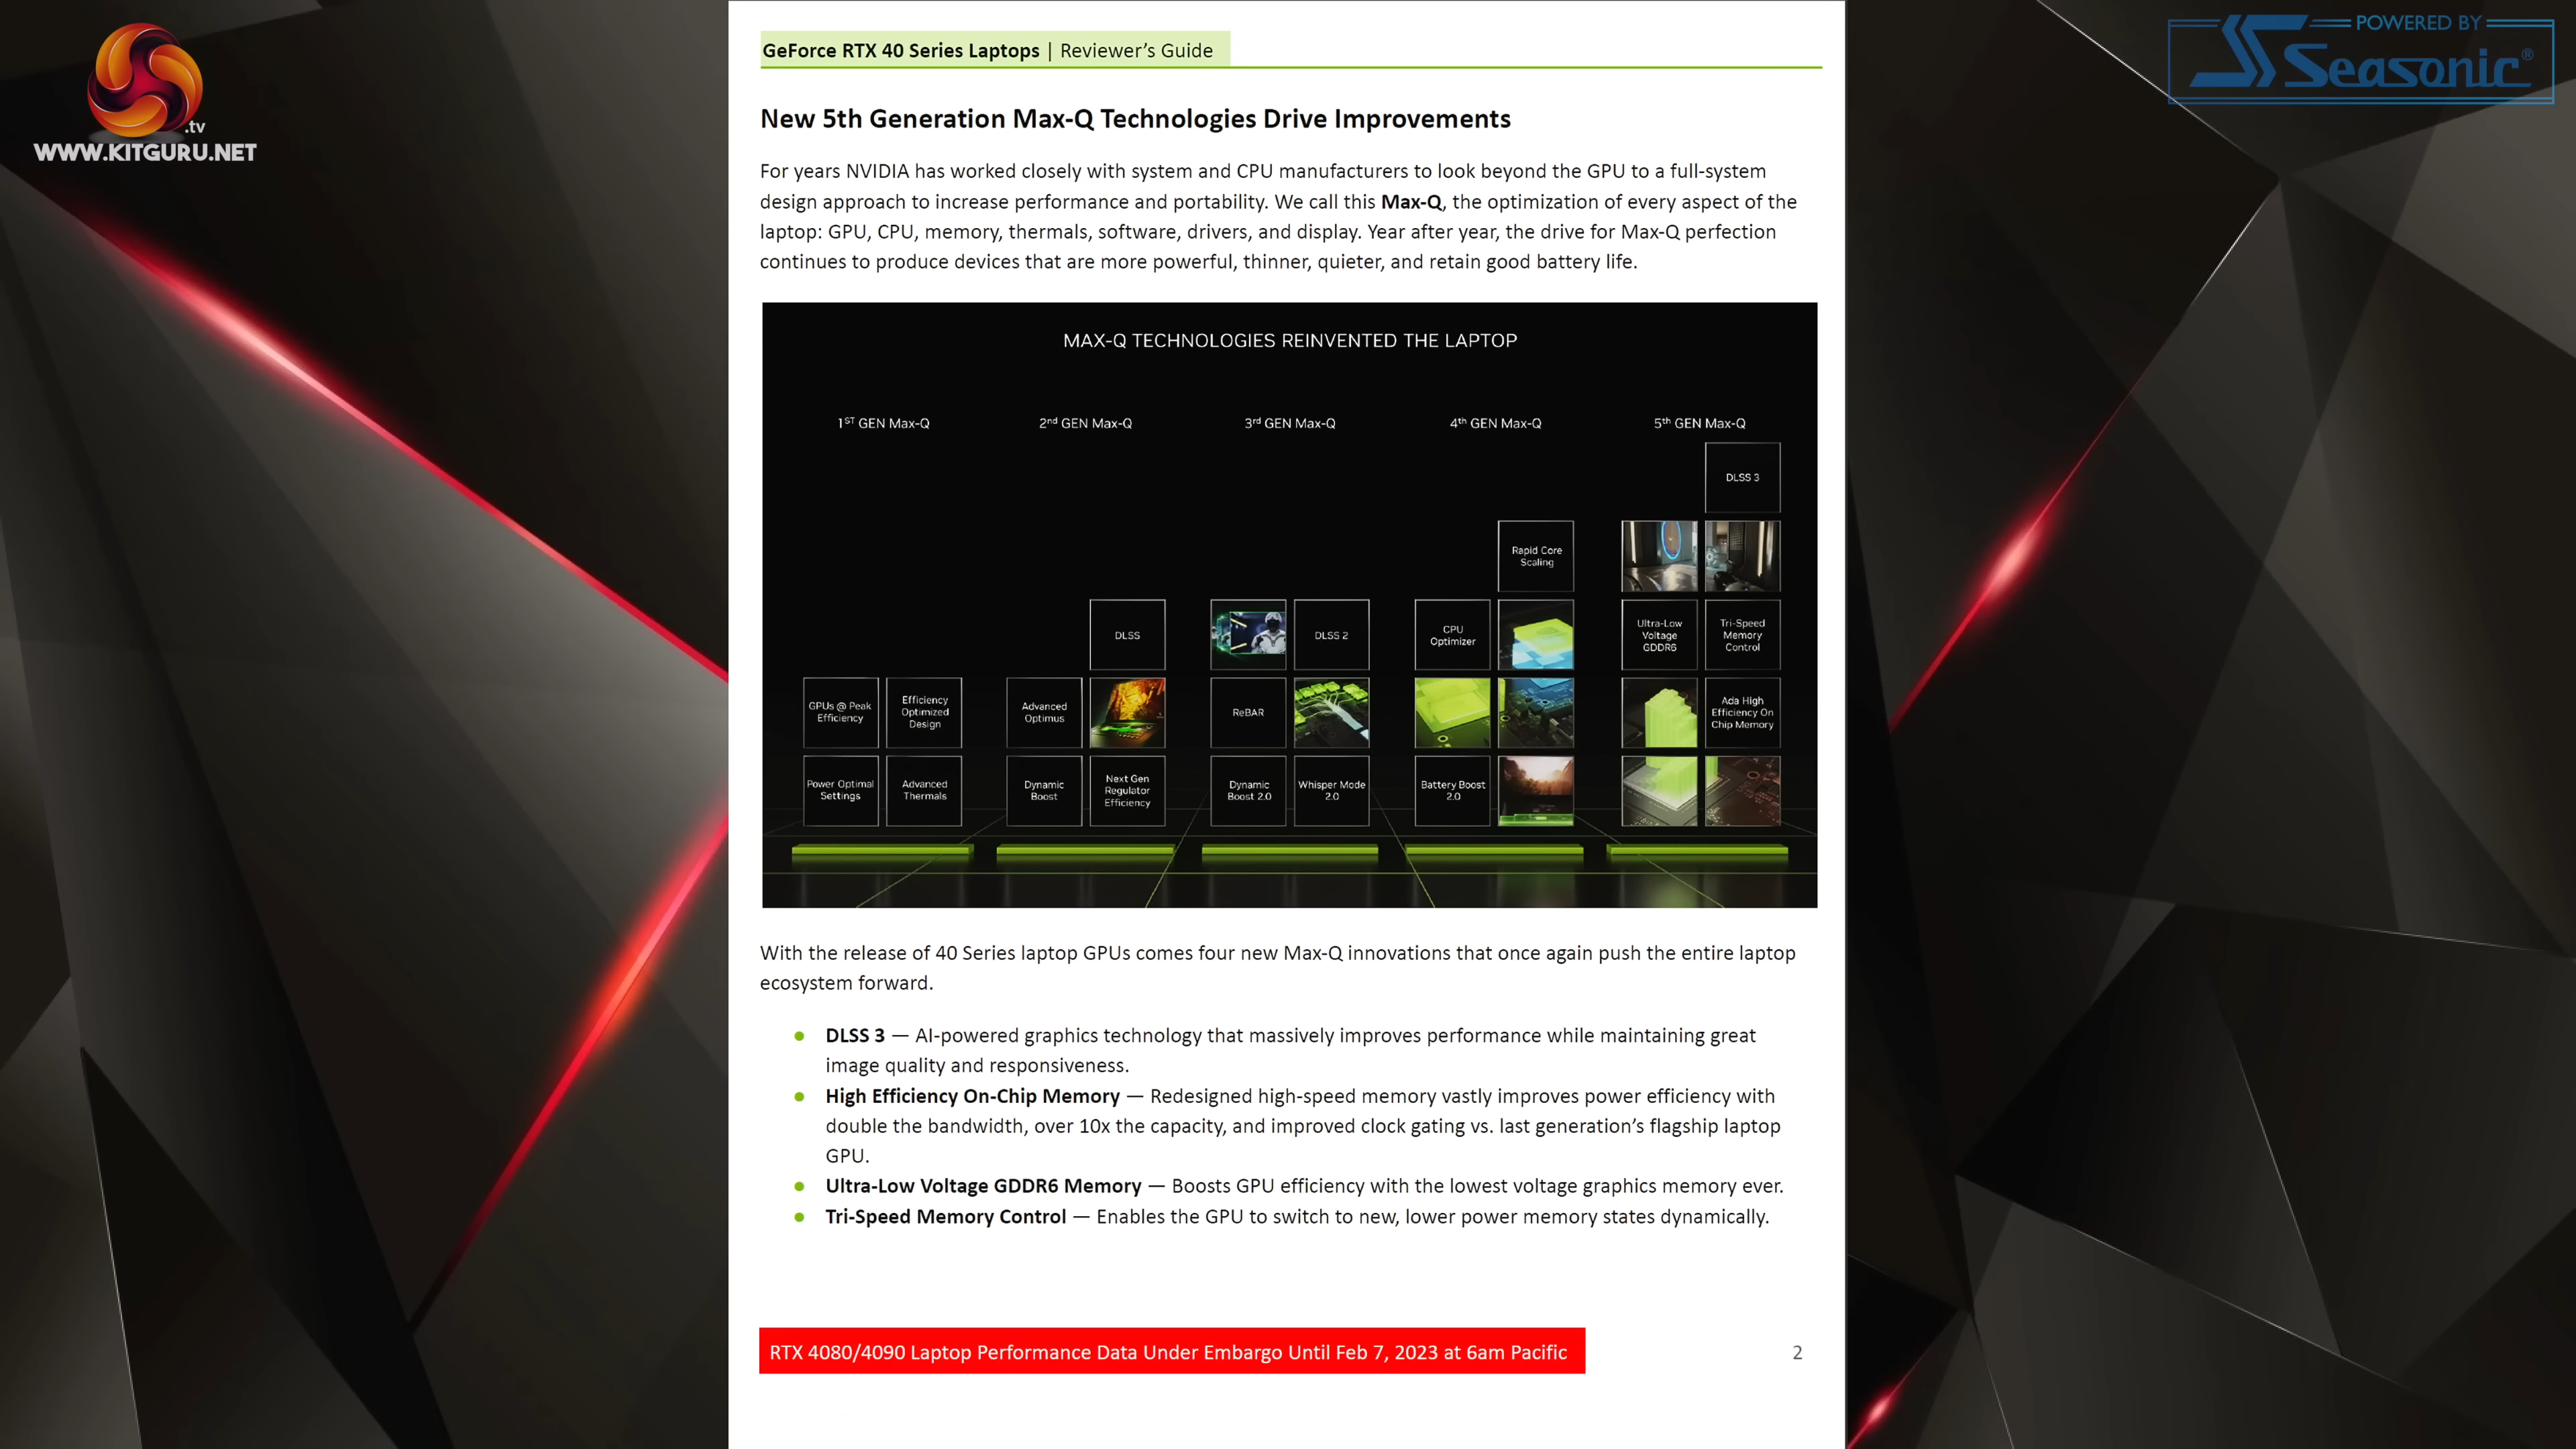 .tv
WWW.KITGURU.NET
POWERED BY
Seasonic®
GeForce RTX 40 Series Laptops | Reviewer's Guide
New 5th Generation Max-Q Technologies Drive Improvements
For years NVIDIA has worked closely with system and CPU manufacturers to look beyond the GPU to a full-system
design approach to increase performance and portability. We call this Max-Q, the optimization of every aspect of the
laptop: GPU, CPU, memory, thermals, software, drivers, and display. Year after year, the drive for Max-Q perfection
continues to produce devices that are more powerful, thinner, quieter, and retain good battery life.
MAX-Q TECHNOLOGIES REINVENTED THE LAPTOP
1ST GEN Max-Q
GPUs @ Peak
Efficiency
Efficiency
Optimized
Design
Power Optimal
Settings
Advanced
Thermals
2nd GEN Max-Q
DLSS
Advanced
Optimus
Dynamic
Boost
Next Gen
Regulator
Efficiency
3rd GEN Max-Q
DLSS 2
ReBAR
Dynamic
Boost 2.0
Whisper Mode
2.0
4th GEN Max-Q
Rapid Core
Scaling
CPU
Optimizer
Battery Boost
2.0
5th GEN Max-Q
DLSS 3
Ultra-Low
Voltage
GDDR6
Tri-Speed
Memory
Control
Ada High
Efficiency On
Chip Memory
With the release of 40 Series laptop GPUs comes four new Max-Q innovations that once again push the entire laptop
ecosystem forward.
● DLSS 3 — AI-powered graphics technology that massively improves performance while maintaining great
image quality and responsiveness.
● High Efficiency On-Chip Memory — Redesigned high-speed memory vastly improves power efficiency with
double the bandwidth, over 10x the capacity, and improved clock gating vs. last generation's flagship laptop
GPU.
● Ultra-Low Voltage GDDR6 Memory — Boosts GPU efficiency with the lowest voltage graphics memory ever.
● Tri-Speed Memory Control — Enables the GPU to switch to new, lower power memory states dynamically.
RTX 4080/4090 Laptop Performance Data Under Embargo Until Feb 7, 2023 at 6am Pacific
2